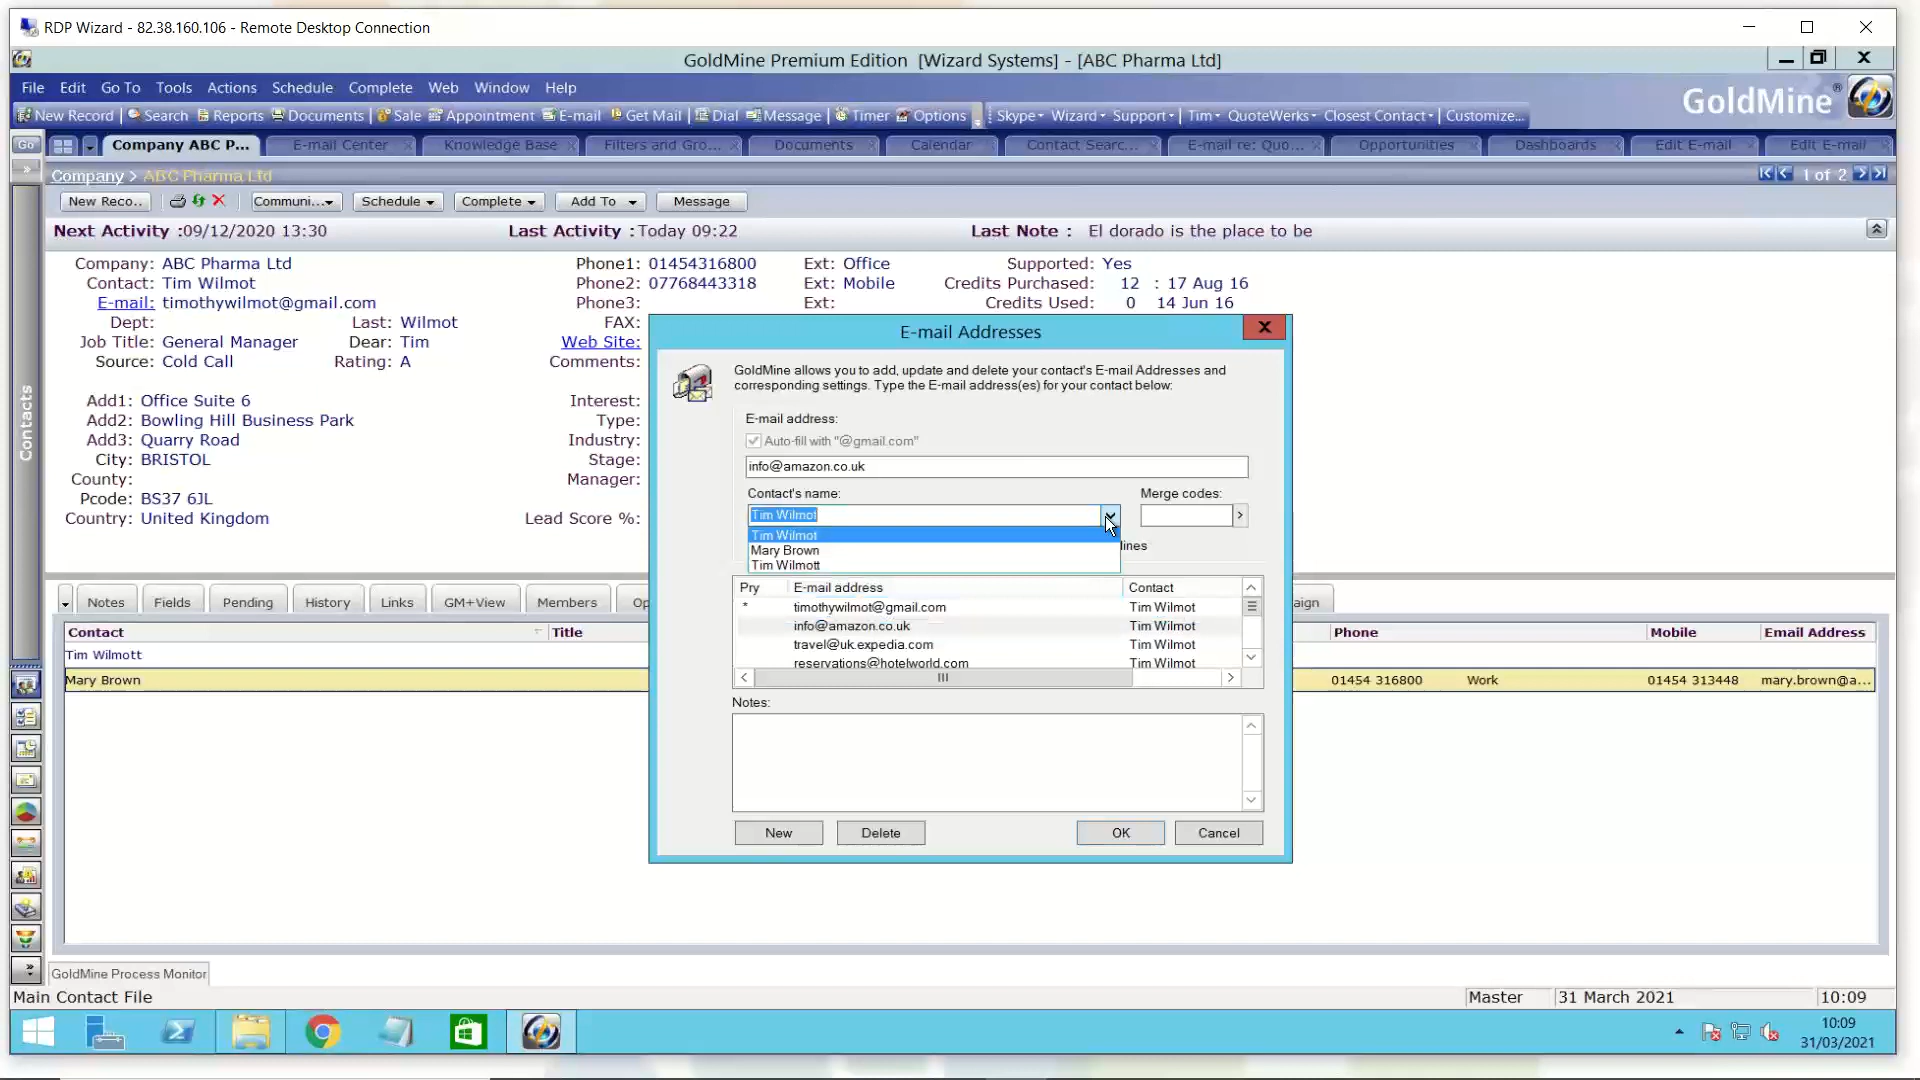 RDP Wizard - 82.38.160.106 - Remote Desktop Connection
GoldMine Premium Edition [Wizard Systems] - [ABC Pharma Ltd]
File Edit Go To Tools Actions Schedule Complete Web Window Help
GoldMine®
New Record Search Reports Documents Sale Appointment E-mail Get Mail Dial Message Timer Options Skype Wizard Support Tim QuoteWerks Closest Contact Customize...
Go Company ABC P... E-mail Center Knowledge Base Filters and Gro... Documents Calendar Contact Searc... E-mail re: Quo... Opportunities Dashboards Edit E-mail Edit E-mail
Company > ABC Pharma Ltd 1 of 2
New Reco.. Communi... Schedule Complete Add To Message
Next Activity :09/12/2020 13:30 Last Activity :Today 09:22 Last Note : El dorado is the place to be
Company: ABC Pharma Ltd Phone1: 01454316800 Ext: Office Supported: Yes
Contact: Tim Wilmot Phone2: 07768443318 Ext: Mobile Credits Purchased: 12 : 17 Aug 16
E-mail: timothywilmot@gmail.com Phone3: Ext: Credits Used: 0 14 Jun 16
Dept: Last: Wilmot FAX:
Job Title: General Manager Dear: Tim Web Site:
Source: Cold Call Rating: A Comments:
Add1: Office Suite 6 Interest:
Add2: Bowling Hill Business Park Type:
Add3: Quarry Road Industry:
City: BRISTOL Stage:
County: Manager:
Pcode: BS37 6JL
Country: United Kingdom Lead Score %:
Contacts
E-mail Addresses
GoldMine allows you to add, update and delete your contact's E-mail Addresses and
corresponding settings. Type the E-mail address(es) for your contact below:
E-mail address:
Auto-fill with "@gmail.com"
info@amazon.co.uk
Contact's name: Merge codes:
Tim Wilmot
Tim Wilmot
Mary Brown
Tim Wilmott
lines
Pry E-mail address Contact
* timothywilmot@gmail.com Tim Wilmot
info@amazon.co.uk Tim Wilmot
travel@uk.expedia.com Tim Wilmot
reservations@hotelworld.com Tim Wilmot
Notes:
New Delete OK Cancel
Notes Fields Pending History Links GM+View Members Op aign
Contact Title Phone Mobile Email Address
Tim Wilmott
Mary Brown 01454 316800 Work 01454 313448 mary.brown@a...
GoldMine Process Monitor
Main Contact File Master 31 March 2021 10:09
10:09
31/03/2021